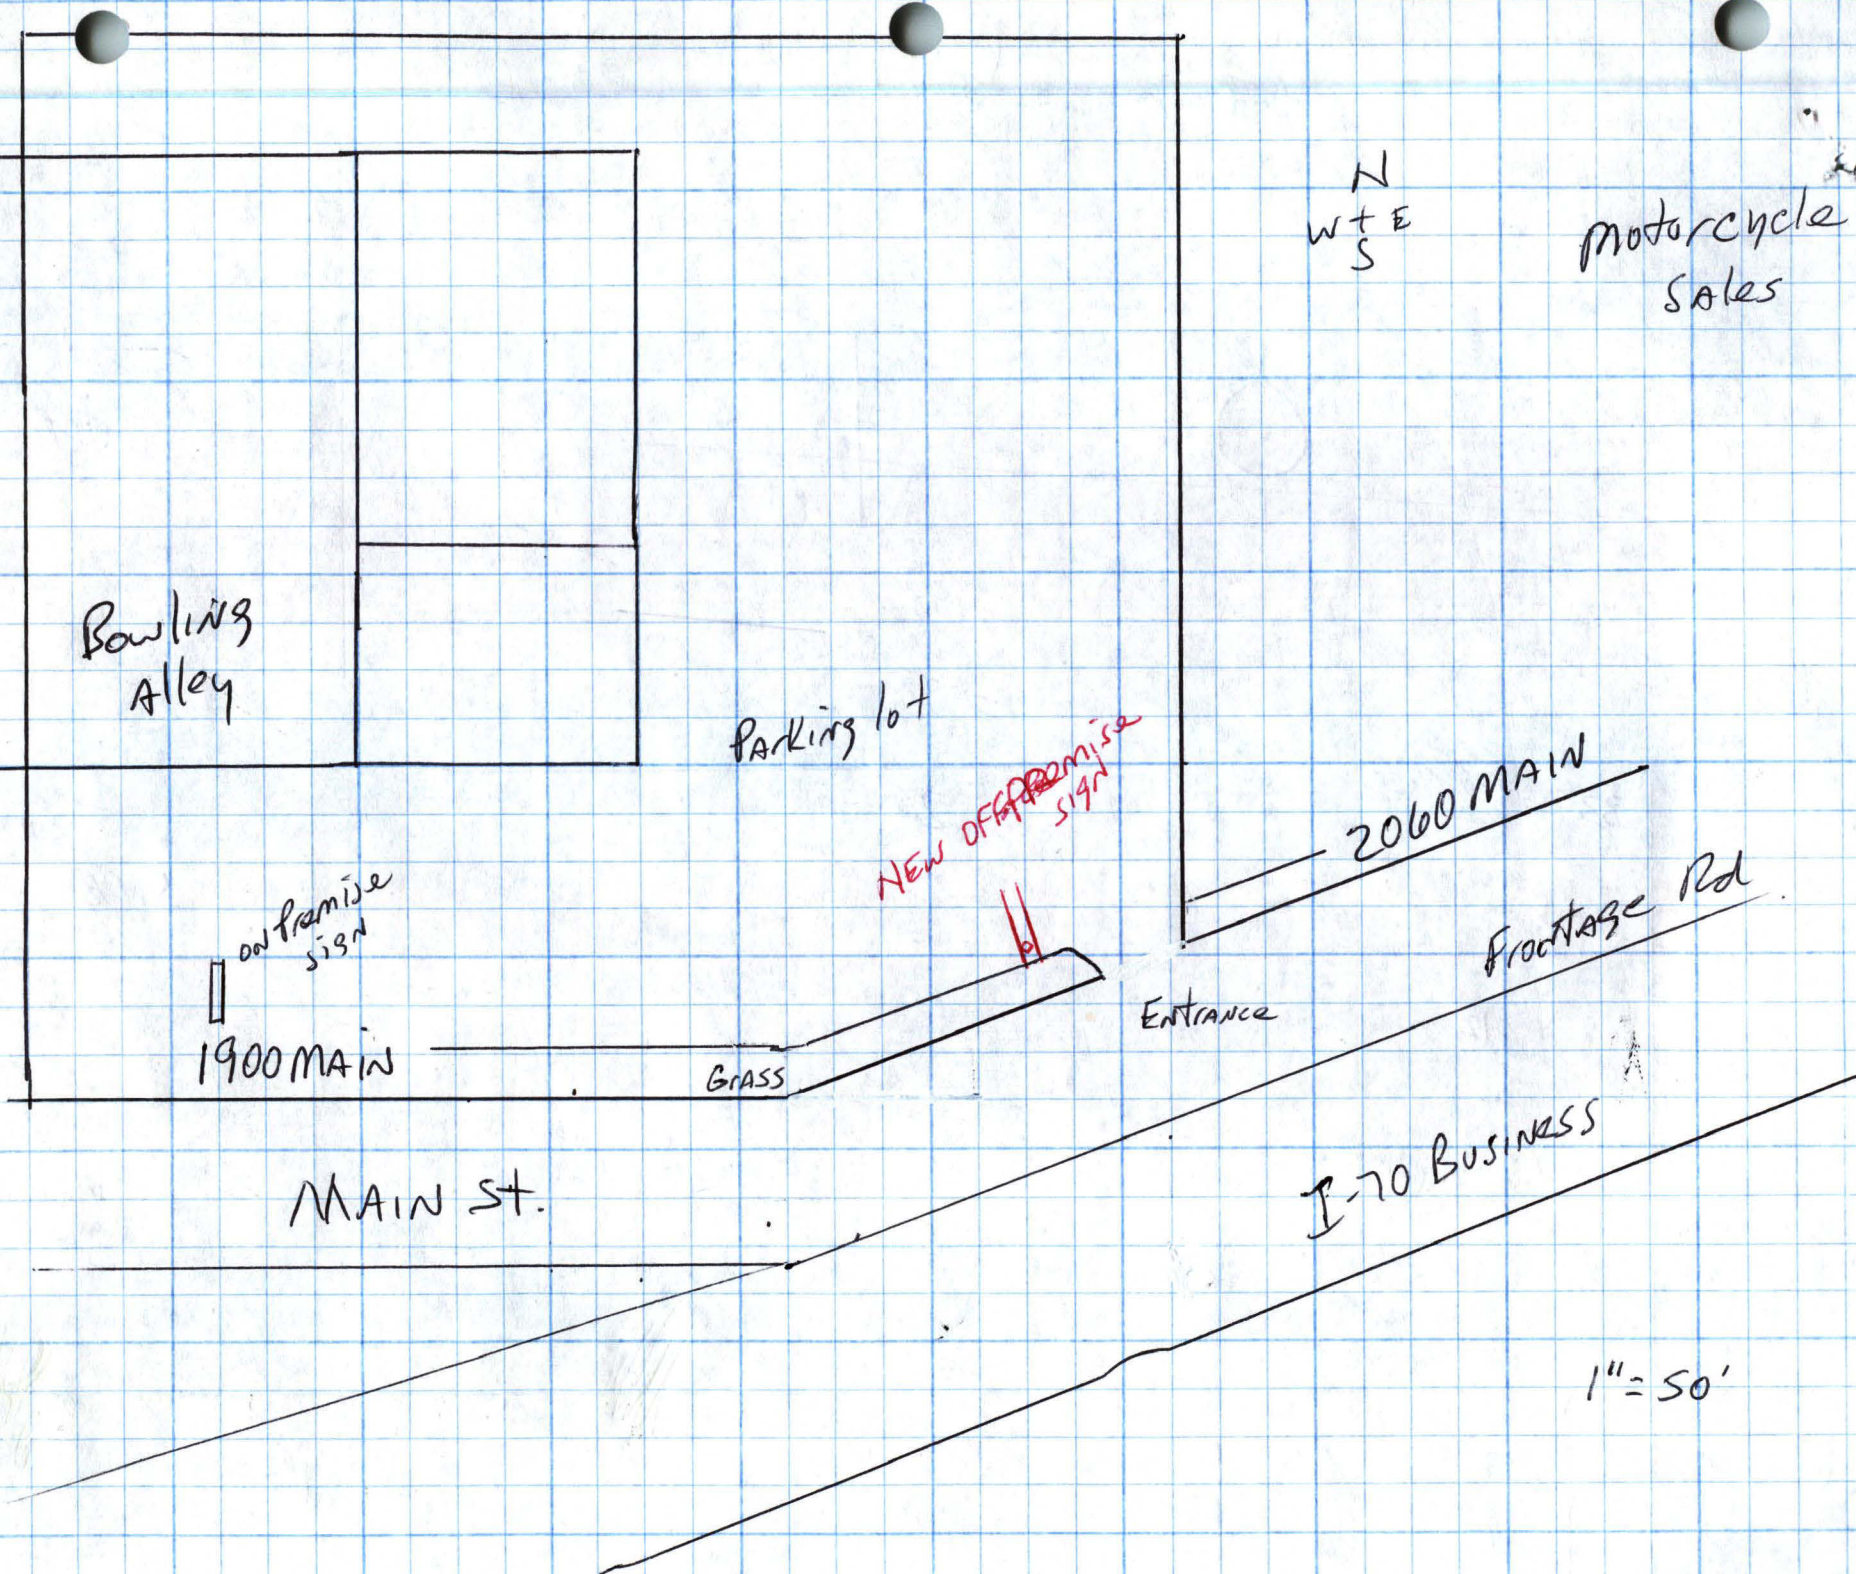 N
W + E
S
Motorcycle
Sales
Bowling
Alley
Parking lot
NEW OFF PREmise
sign
2060 MAIN
on Premise
sign
Frontage Rd
Entrance
1900 MAIN
Grass
MAIN St.
I-70 Business
1"=50'